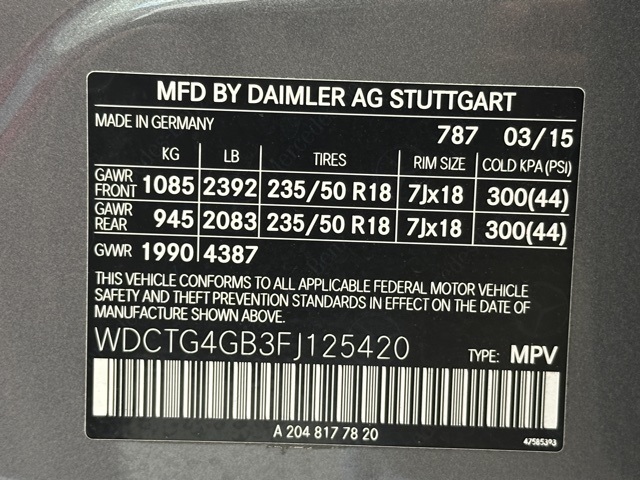 MFD BY DAIMLER AG STUTTGART
MADE IN GERMANY 787 03/15
KG LB TIRES RIM SIZE COLD KPA (PSI)
GAWR FRONT 1085 2392 235/50 R18 7Jx18 300(44)
GAWR REAR 945 2083 235/50 R18 7Jx18 300(44)
GVWR 1990 4387
THIS VEHICLE CONFORMS TO ALL APPLICABLE FEDERAL MOTOR VEHICLE
SAFETY AND THEFT PREVENTION STANDARDS IN EFFECT ON THE DATE OF
MANUFACTURE SHOWN ABOVE.
WDCTG4GB3FJ125420 TYPE: MPV
A 204 817 78 20 47585393